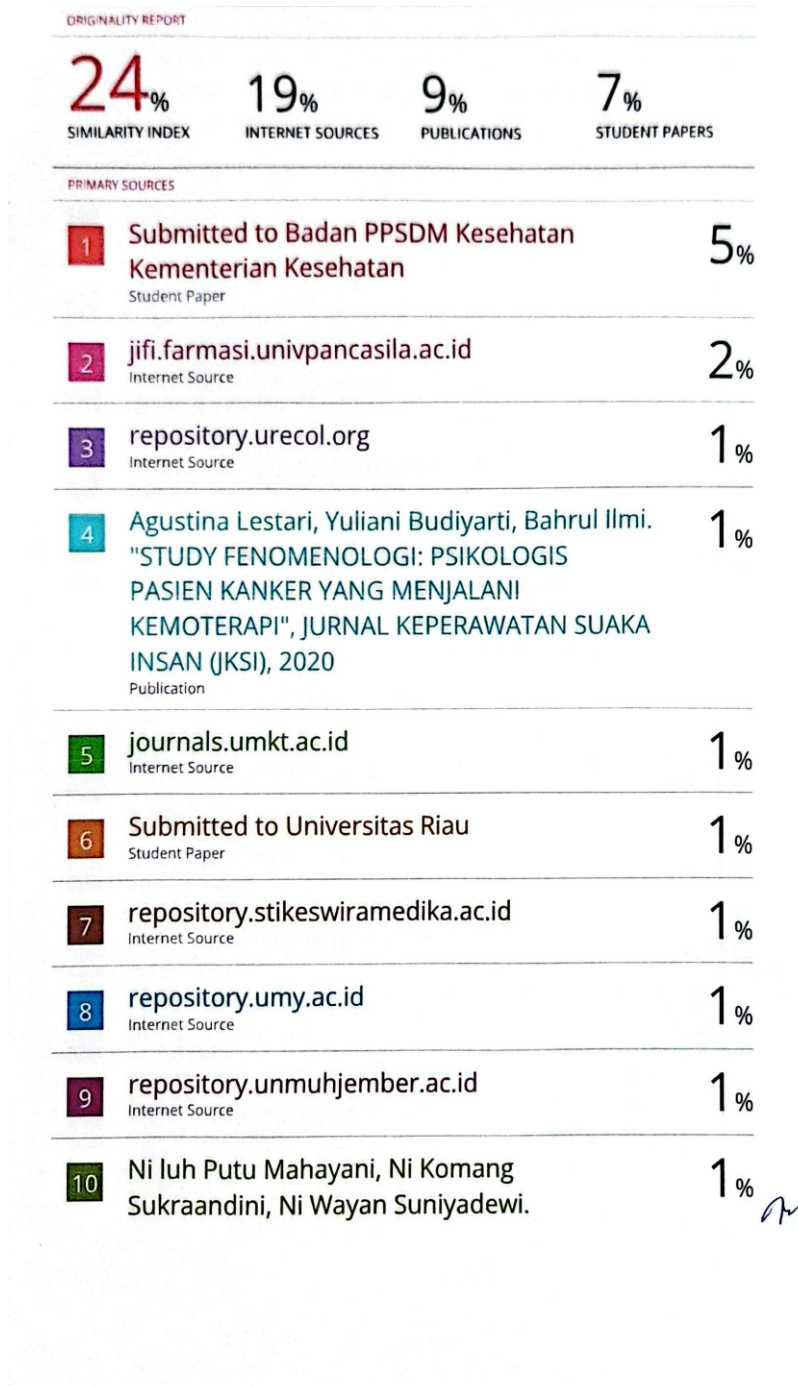 ORIGINALITY REPORT
24%
19%
9%
7%
SIMILARITY INDEX
INTERNET SOURCES
PUBLICATIONS
STUDENT PAPERS
PRIMARY SOURCES
1
Submitted to Badan PPSDM Kesehatan
Kementerian Kesehatan
Student Paper
5%
2
jifi.farmasi.univpancasila.ac.id
Internet Source
2%
3
repository.urecol.org
Internet Source
1%
4
Agustina Lestari, Yuliani Budiyarti, Bahrul Ilmi.
"STUDY FENOMENOLOGI: PSIKOLOGIS
PASIEN KANKER YANG MENJALANI
KEMOTERAPI", JURNAL KEPERAWATAN SUAKA
INSAN (JKSI), 2020
Publication
1%
5
journals.umkt.ac.id
Internet Source
1%
6
Submitted to Universitas Riau
Student Paper
1%
7
repository.stikeswiramedika.ac.id
Internet Source
1%
8
repository.umy.ac.id
Internet Source
1%
9
repository.unmuhjember.ac.id
Internet Source
1%
10
Ni luh Putu Mahayani, Ni Komang
Sukraandini, Ni Wayan Suniyadewi.
1%